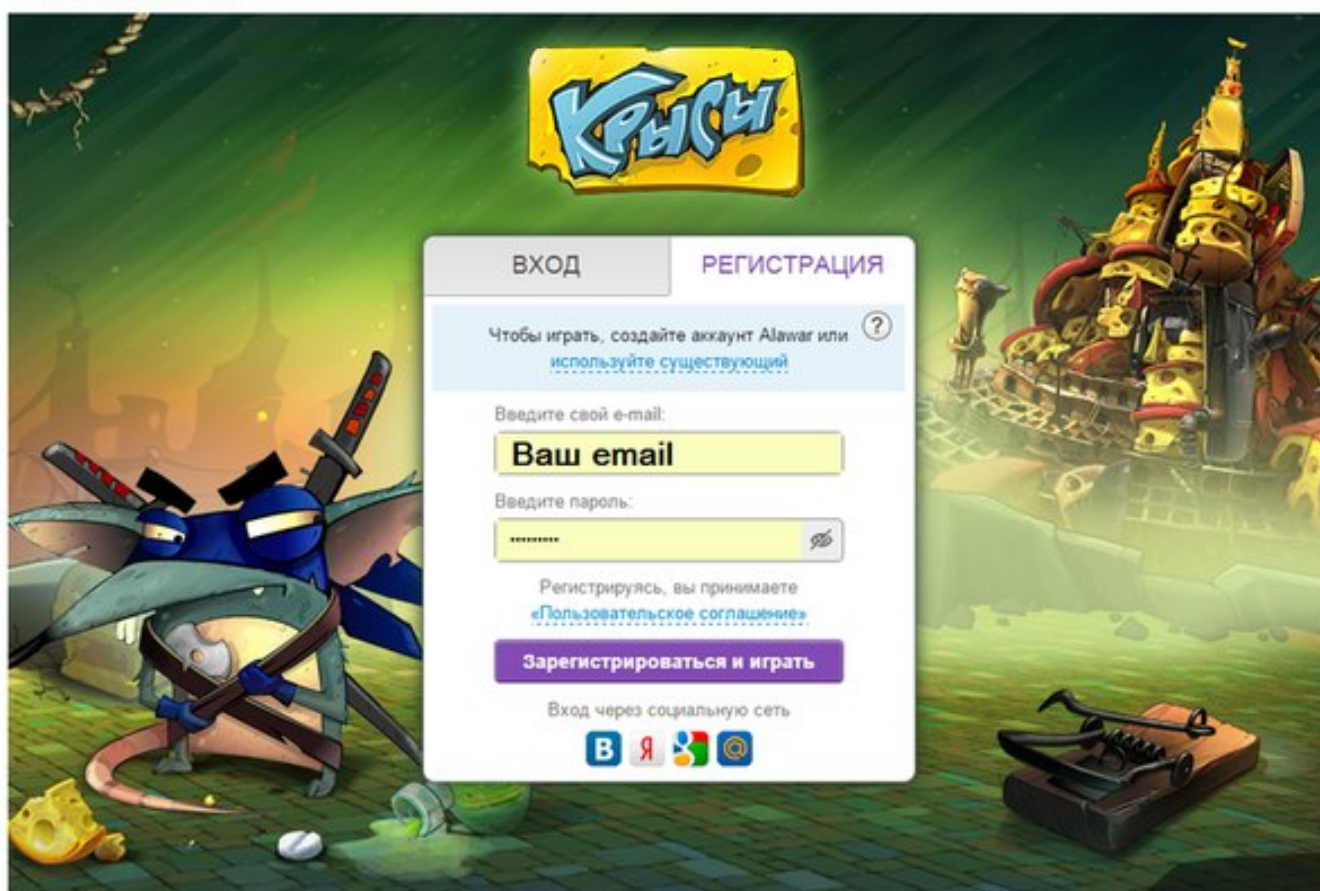 Крысы
ВХОД
РЕГИСТРАЦИЯ
Чтобы играть, создайте аккаунт Alawar или
используйте существующий
?
Введите свой e-mail:
Ваш email
Введите пароль:
•••••••••
Регистрируясь, вы принимаете
«Пользовательское соглашение»
Зарегистрироваться и играть
Вход через социальную сеть
В Я 8 @